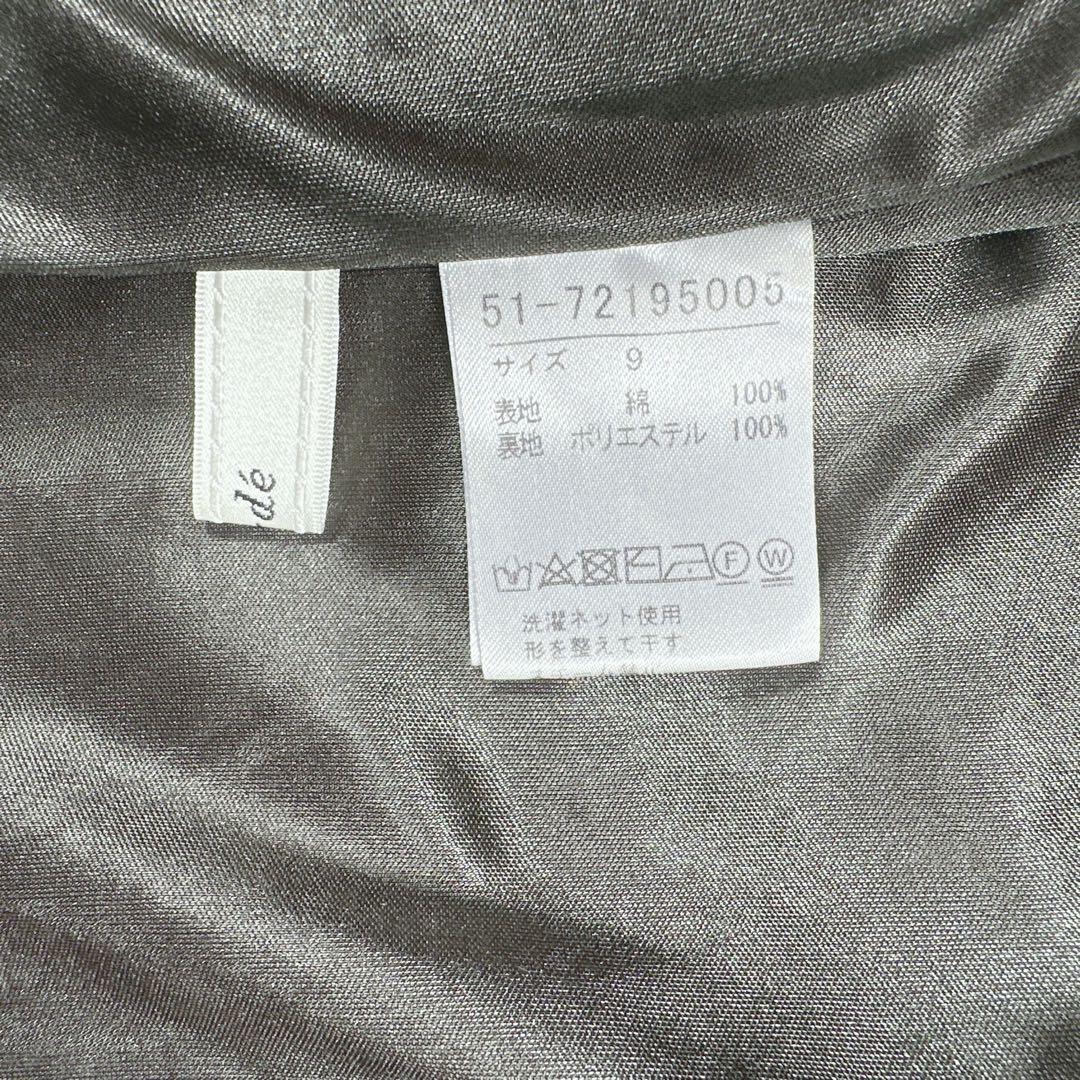 dé
51-72195005
サイズ 9
表地 綿 100%
裏地 ポリエステル 100%
F W
洗濯ネット使用
形を整えて干す